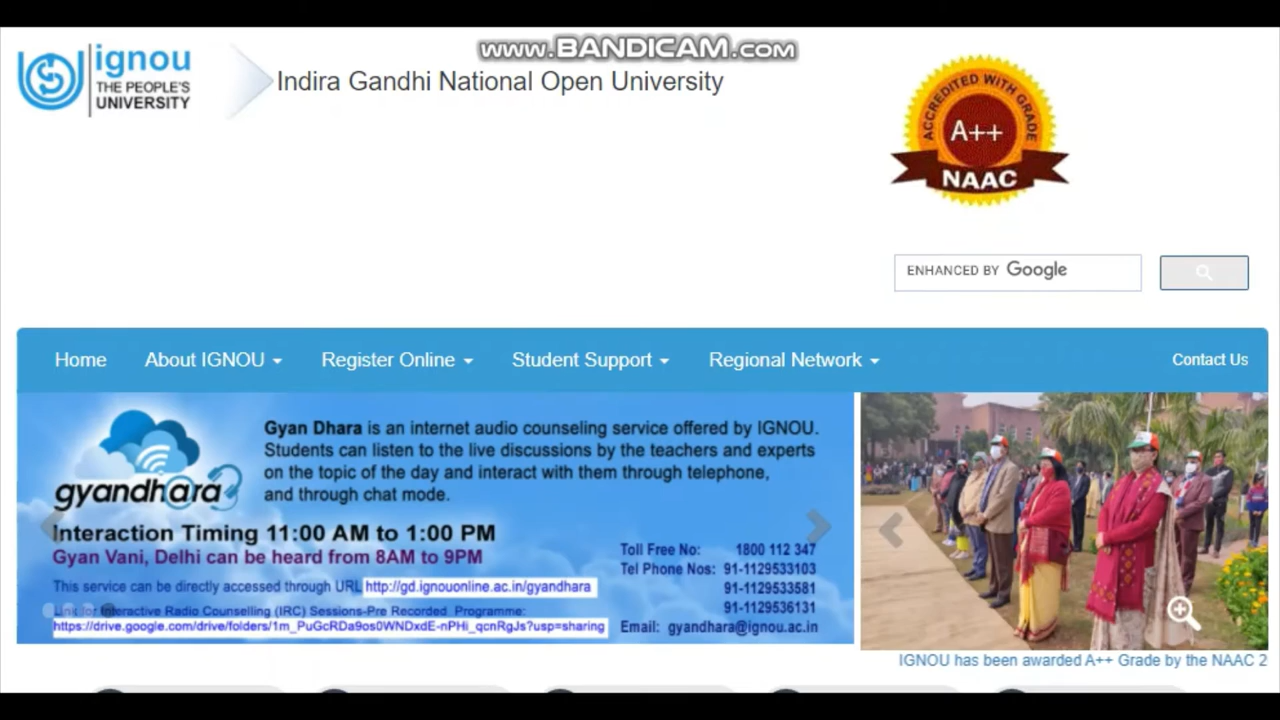 www.BANDICAM.com
ignou
THE PEOPLE'S
UNIVERSITY
Indira Gandhi National Open University
ACCREDITED WITH GRADE
A++
NAAC
ENHANCED BY Google
Home About IGNOU Register Online Student Support Regional Network Contact Us
gyandhara
Gyan Dhara is an internet audio counseling service offered by IGNOU.
Students can listen to the live discussions by the teachers and experts
on the topic of the day and interact with them through telephone,
and through chat mode.
Interaction Timing 11:00 AM to 1:00 PM
Gyan Vani, Delhi can be heard from 8AM to 9PM
This service can be directly accessed through URL http://gd.ignouonline.ac.in/gyandhara
Link for Interactive Radio Counselling (IRC) Sessions-Pre Recorded Programme:
https://drive.google.com/drive/folders/1m_PuGcRDa9os0WNDxdE-nPHi_qcnRgJs?usp=sharing
Toll Free No: 1800 112 347
Tel Phone Nos: 91-1129533103
91-1129533581
91-1129536131
Email: gyandhara@ignou.ac.in
IGNOU has been awarded A++ Grade by the NAAC 2